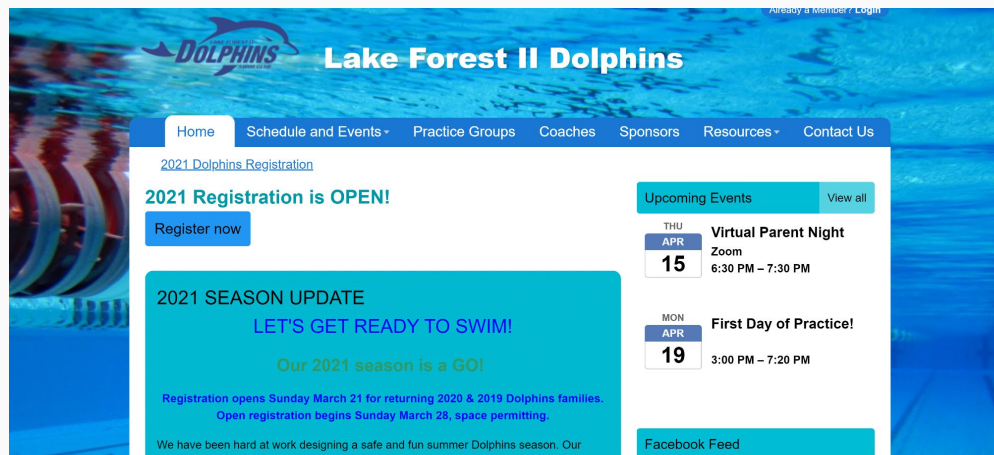 Already a Member? Login
DOLPHINS
Lake Forest II Dolphins
Home Schedule and Events Practice Groups Coaches Sponsors Resources Contact Us
2021 Dolphins Registration
2021 Registration is OPEN!
Register now
2021 SEASON UPDATE
LET'S GET READY TO SWIM!
Our 2021 season is a GO!
Registration opens Sunday March 21 for returning 2020 & 2019 Dolphins families.
Open registration begins Sunday March 28, space permitting.
We have been hard at work designing a safe and fun summer Dolphins season. Our
Upcoming Events View all
THU
APR
15
Virtual Parent Night
Zoom
6:30 PM – 7:30 PM
MON
APR
19
First Day of Practice!
3:00 PM – 7:20 PM
Facebook Feed